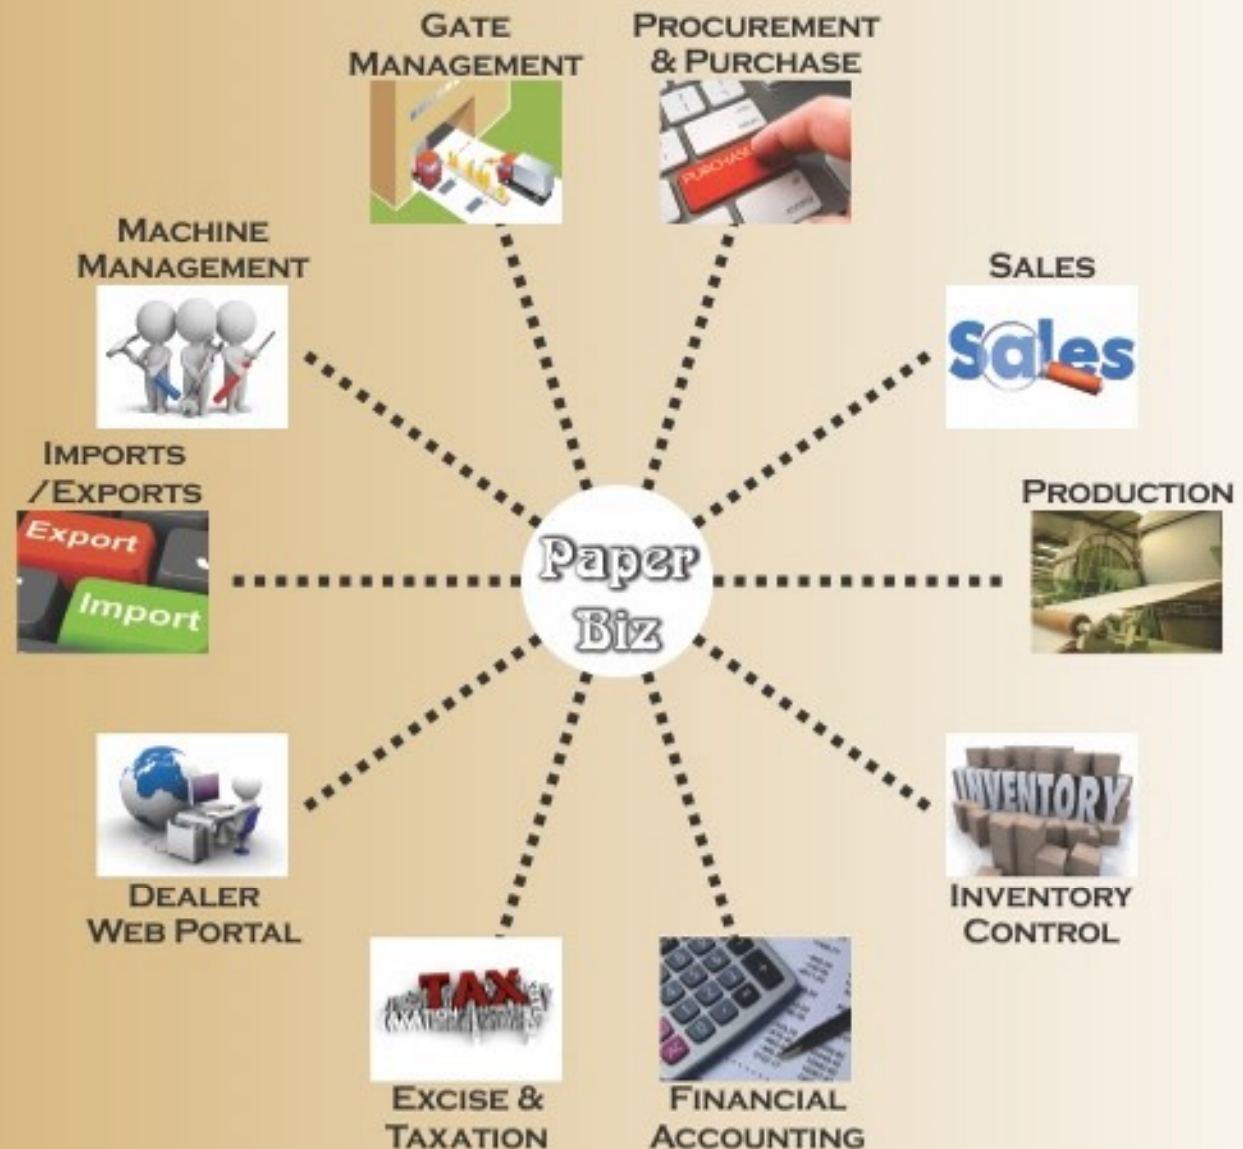 GATE
MANAGEMENT
PROCUREMENT
& PURCHASE
PURCHASE
MACHINE
MANAGEMENT
SALES
Sales
IMPORTS
/EXPORTS
Export
Import
PRODUCTION
Paper
Biz
DEALER
WEB PORTAL
INVENTORY
INVENTORY
CONTROL
TAX
EXCISE &
TAXATION
FINANCIAL
ACCOUNTING